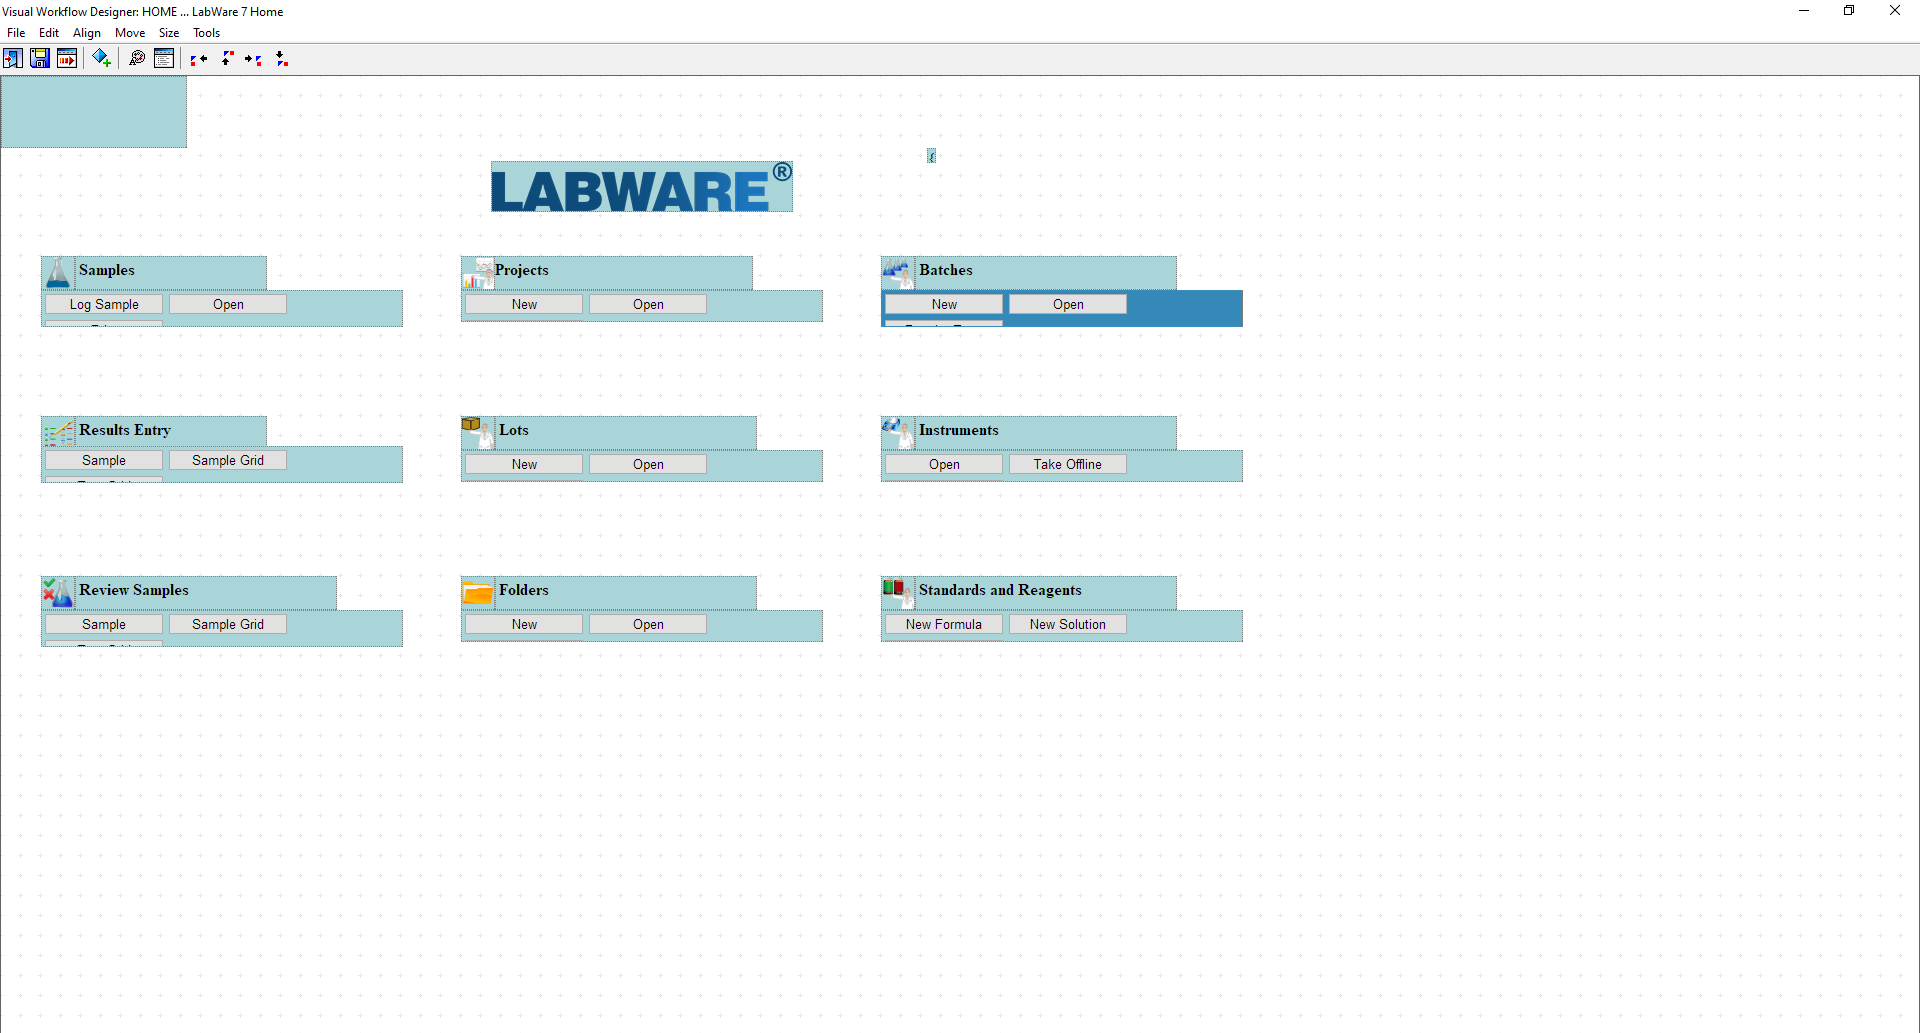 Visual Workflow Designer: HOME ... LabWare 7 Home
File Edit Align Move Size Tools
LABWARE®
Samples
Log Sample Open
Projects
New Open
Batches
New Open
Results Entry
Sample Sample Grid
Lots
New Open
Instruments
Open Take Offline
Review Samples
Sample Sample Grid
Folders
New Open
Standards and Reagents
New Formula New Solution